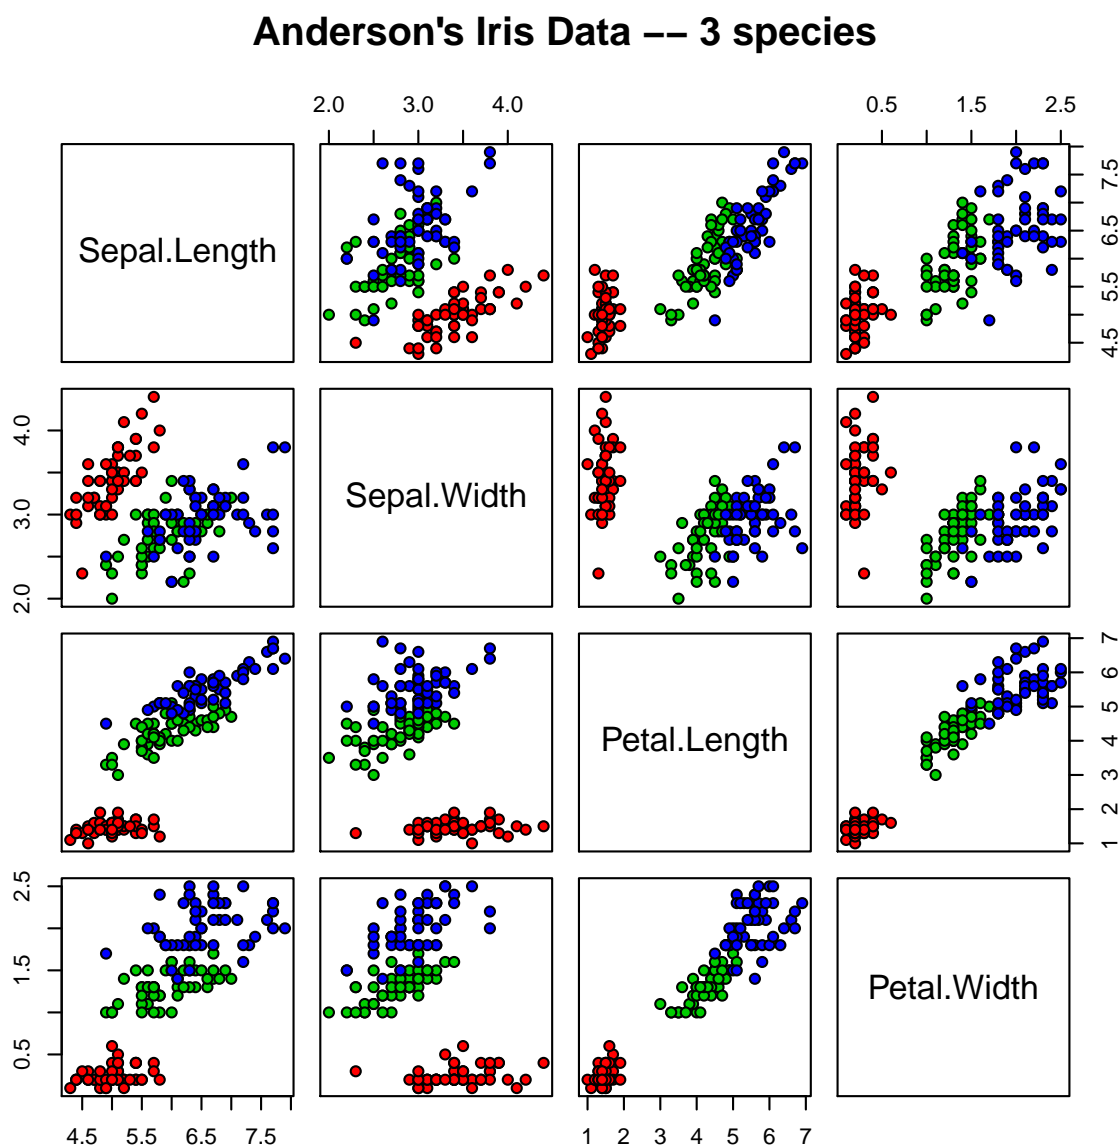 Anderson's Iris Data −− 3 species
2.0 3.0 4.0 0.5 1.5 2.5
Sepal.Length
4.5 5.5 6.5 7.5
2.0 3.0 4.0
Sepal.Width
Petal.Length
1 2 3 4 5 6 7
0.5 1.5 2.5
Petal.Width
4.5 5.5 6.5 7.5 1 2 3 4 5 6 7